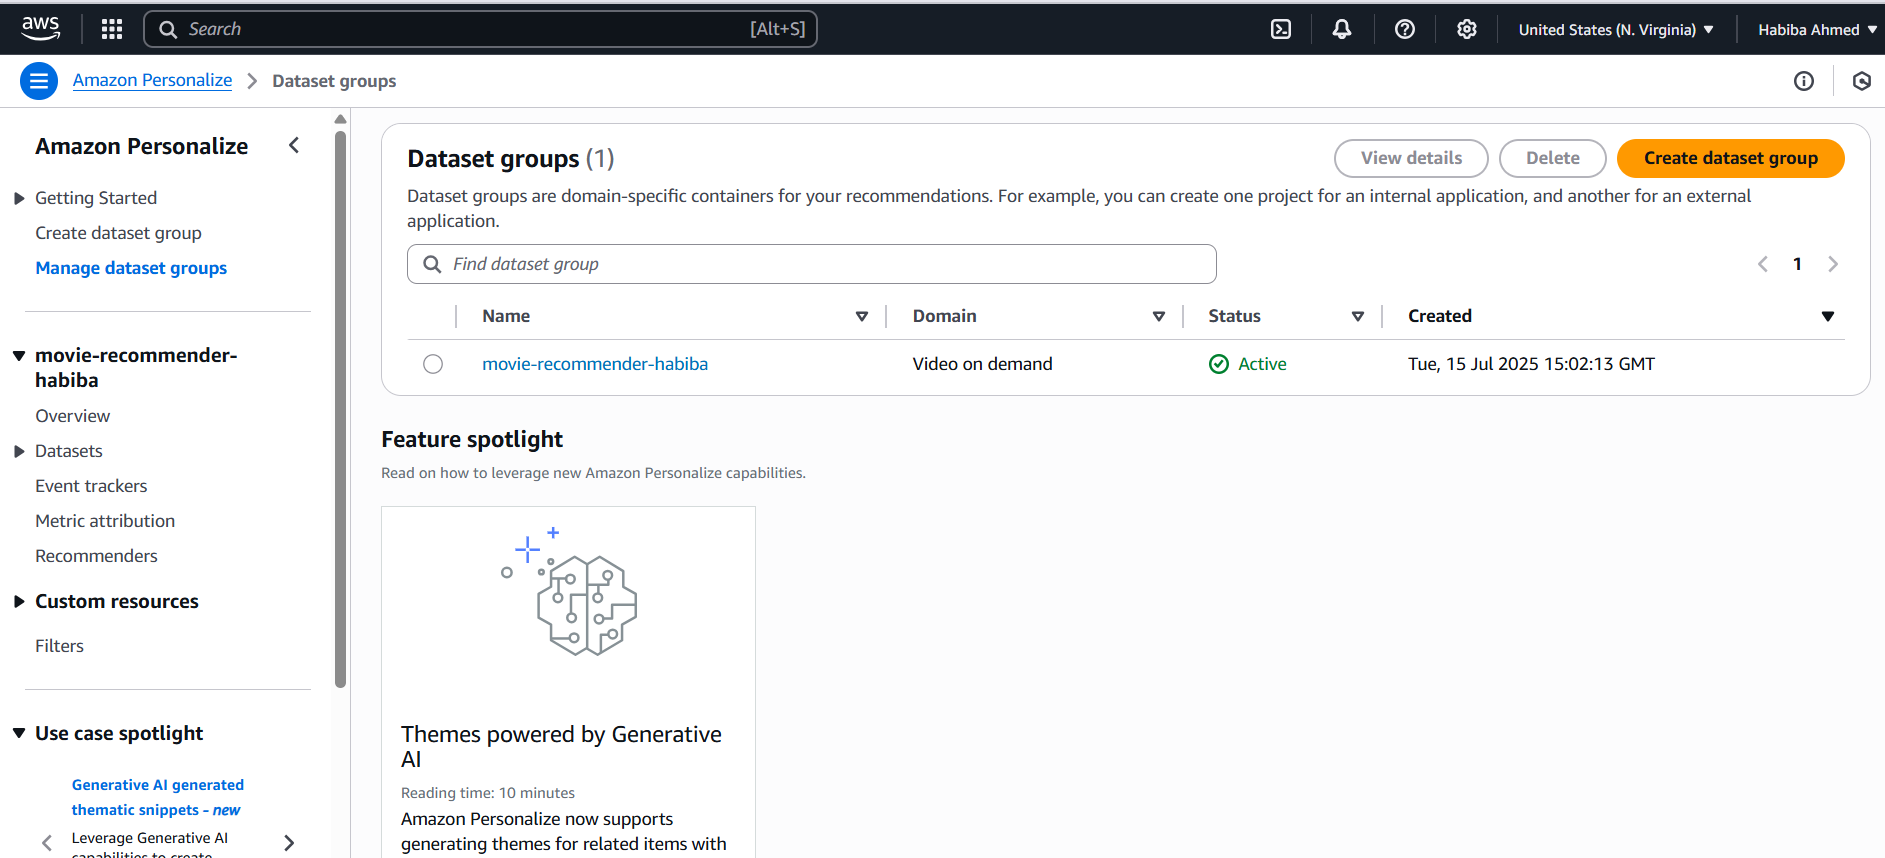 aws
Search [Alt+S]
United States (N. Virginia)
Habiba Ahmed
Amazon Personalize
Dataset groups
Amazon Personalize
Getting Started
Create dataset group
Manage dataset groups
movie-recommender-
habiba
Overview
Datasets
Event trackers
Metric attribution
Recommenders
Custom resources
Filters
Use case spotlight
Generative AI generated
thematic snippets - new
Leverage Generative AI
capabilities to create
Dataset groups (1)
View details
Delete
Create dataset group
Dataset groups are domain-specific containers for your recommendations. For example, you can create one project for an internal application, and another for an external
application.
Find dataset group
1
Name Domain Status Created
movie-recommender-habiba Video on demand Active Tue, 15 Jul 2025 15:02:13 GMT
Feature spotlight
Read on how to leverage new Amazon Personalize capabilities.
Themes powered by Generative
AI
Reading time: 10 minutes
Amazon Personalize now supports
generating themes for related items with